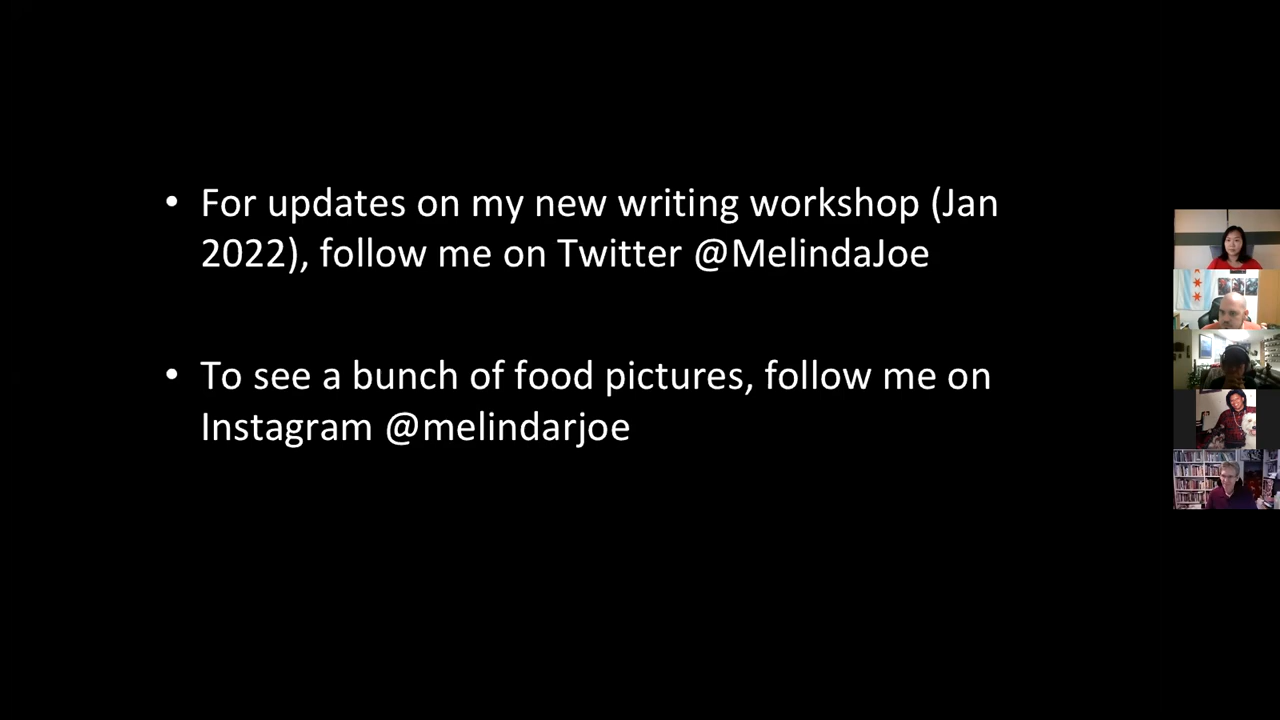 • For updates on my new writing workshop (Jan
2022), follow me on Twitter @MelindaJoe
• To see a bunch of food pictures, follow me on
Instagram @melindarjoe